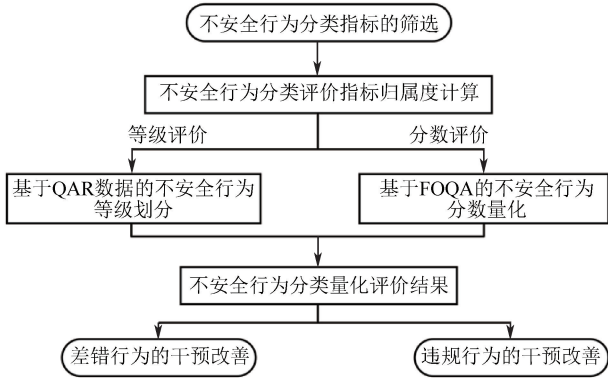 不安全行为分类指标的筛选
不安全行为分类评价指标归属度计算
等级评价
分数评价
基于QAR数据的不安全行为
等级划分
基于FOQA的不安全行为
分数量化
不安全行为分类量化评价结果
差错行为的干预改善
违规行为的干预改善